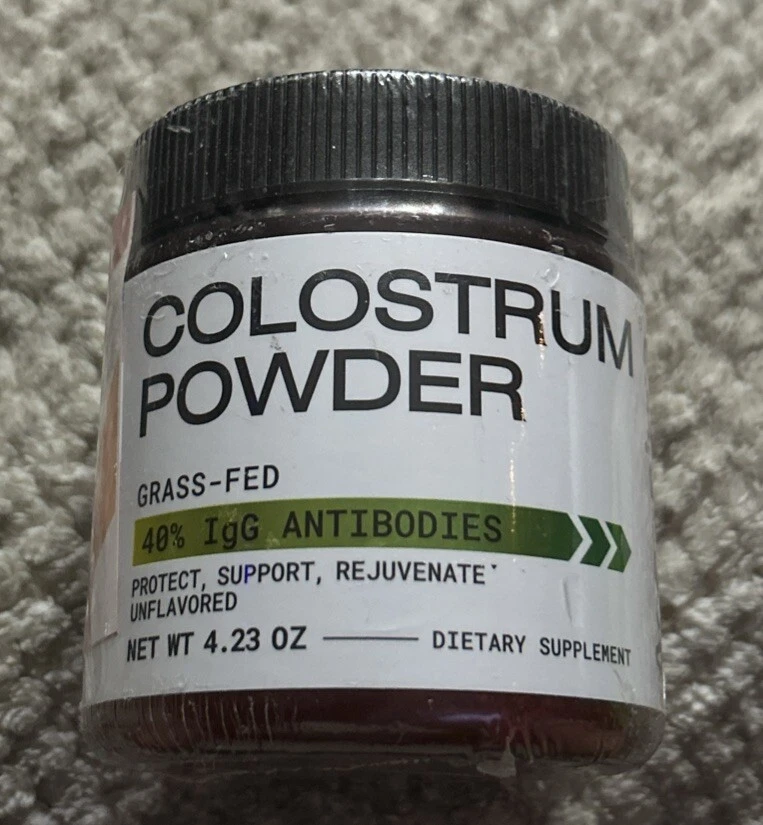 COLOSTRUM
POWDER
GRASS-FED
40% IgG ANTIBODIES
PROTECT, SUPPORT, REJUVENATE*
UNFLAVORED
NET WT 4.23 OZ
DIETARY SUPPLEMENT